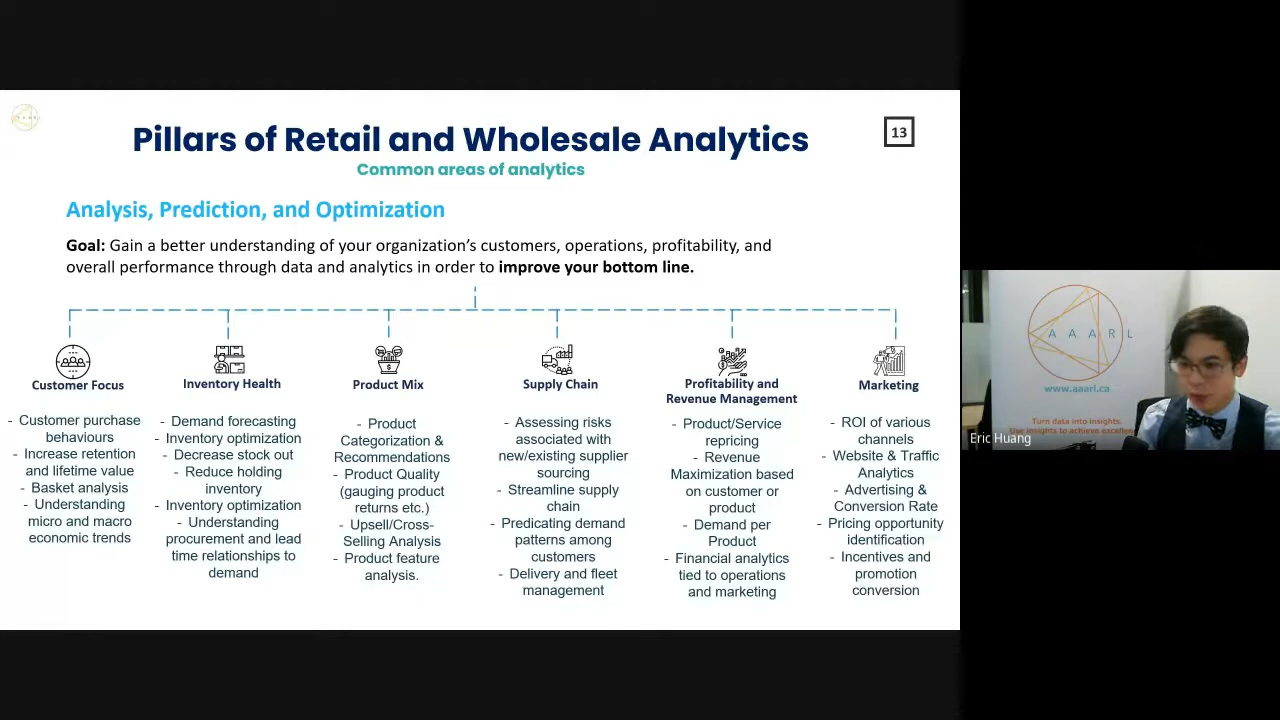 AAARL
Pillars of Retail and Wholesale Analytics
13
Common areas of analytics
Analysis, Prediction, and Optimization
Goal: Gain a better understanding of your organization's customers, operations, profitability, and
overall performance through data and analytics in order to improve your bottom line.
Customer Focus
- Customer purchase
behaviours
- Increase retention
and lifetime value
- Basket analysis
- Understanding
micro and macro
economic trends
Inventory Health
- Demand forecasting
- Inventory optimization
- Decrease stock out
- Reduce holding
inventory
- Inventory optimization
- Understanding
procurement and lead
time relationships to
demand
Product Mix
- Product
Categorization &
Recommendations
- Product Quality
(gauging product
returns etc.)
- Upsell/Cross-
Selling Analysis
- Product feature
analysis.
Supply Chain
- Assessing risks
associated with
new/existing supplier
sourcing
- Streamline supply
chain
- Predicating demand
patterns among
customers
- Delivery and fleet
management
Profitability and
Revenue Management
- Product/Service
repricing
- Revenue
Maximization based
on customer or
product
- Demand per
Product
- Financial analytics
tied to operations
and marketing
Marketing
- ROI of various
channels
- Website & Traffic
Analytics
- Advertising &
Conversion Rate
- Pricing opportunity
identification
- Incentives and
promotion
conversion
A A A R L
www.aaarl.ca
Turn data into insights.
Use insights to achieve excellen
Eric Huang